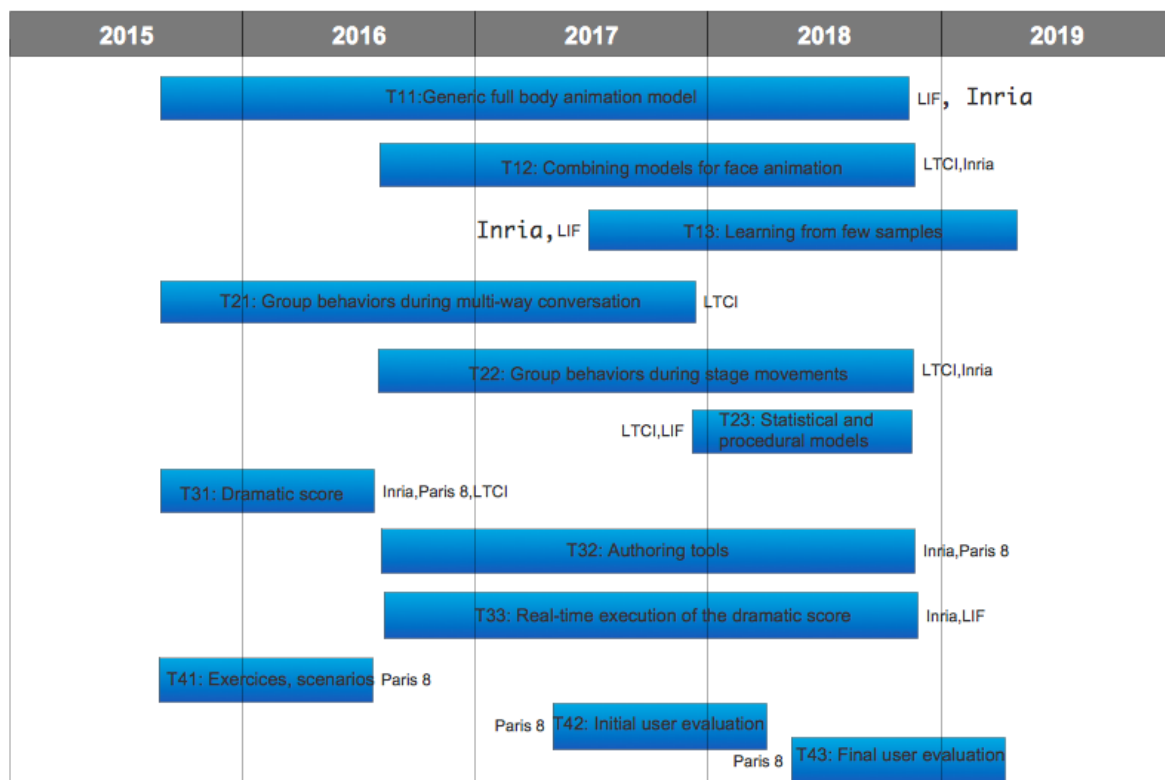 2015 2016 2017 2018 2019
T11:Generic full body animation model LIF, Inria
T12: Combining models for face animation LTCI,Inria
Inria,LIF T13: Learning from few samples
T21: Group behaviors during multi-way conversation LTCI
T22: Group behaviors during stage movements LTCI,Inria
LTCI,LIF T23: Statistical and
procedural models
T31: Dramatic score Inria,Paris 8,LTCI
T32: Authoring tools Inria,Paris 8
T33: Real-time execution of the dramatic score Inria,LIF
T41: Exercices, scenarios Paris 8
Paris 8 T42: Initial user evaluation
Paris 8 T43: Final user evaluation